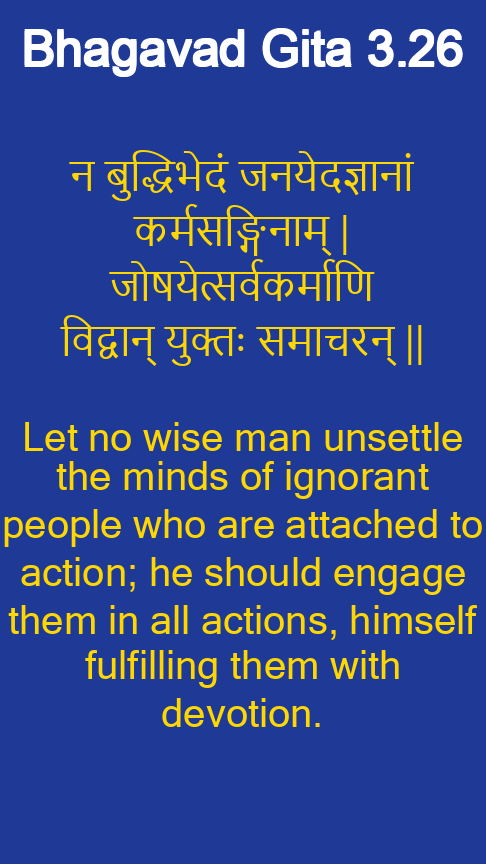 Bhagavad Gita 3.26
न बुद्धिभेदं जनयेदज्ञानां
कर्मसङ्गिनाम् |
जोषयेत्सर्वकर्माणि
विद्वान् युक्तः समाचरन् ||
Let no wise man unsettle
the minds of ignorant
people who are attached to
action; he should engage
them in all actions, himself
fulfilling them with
devotion.